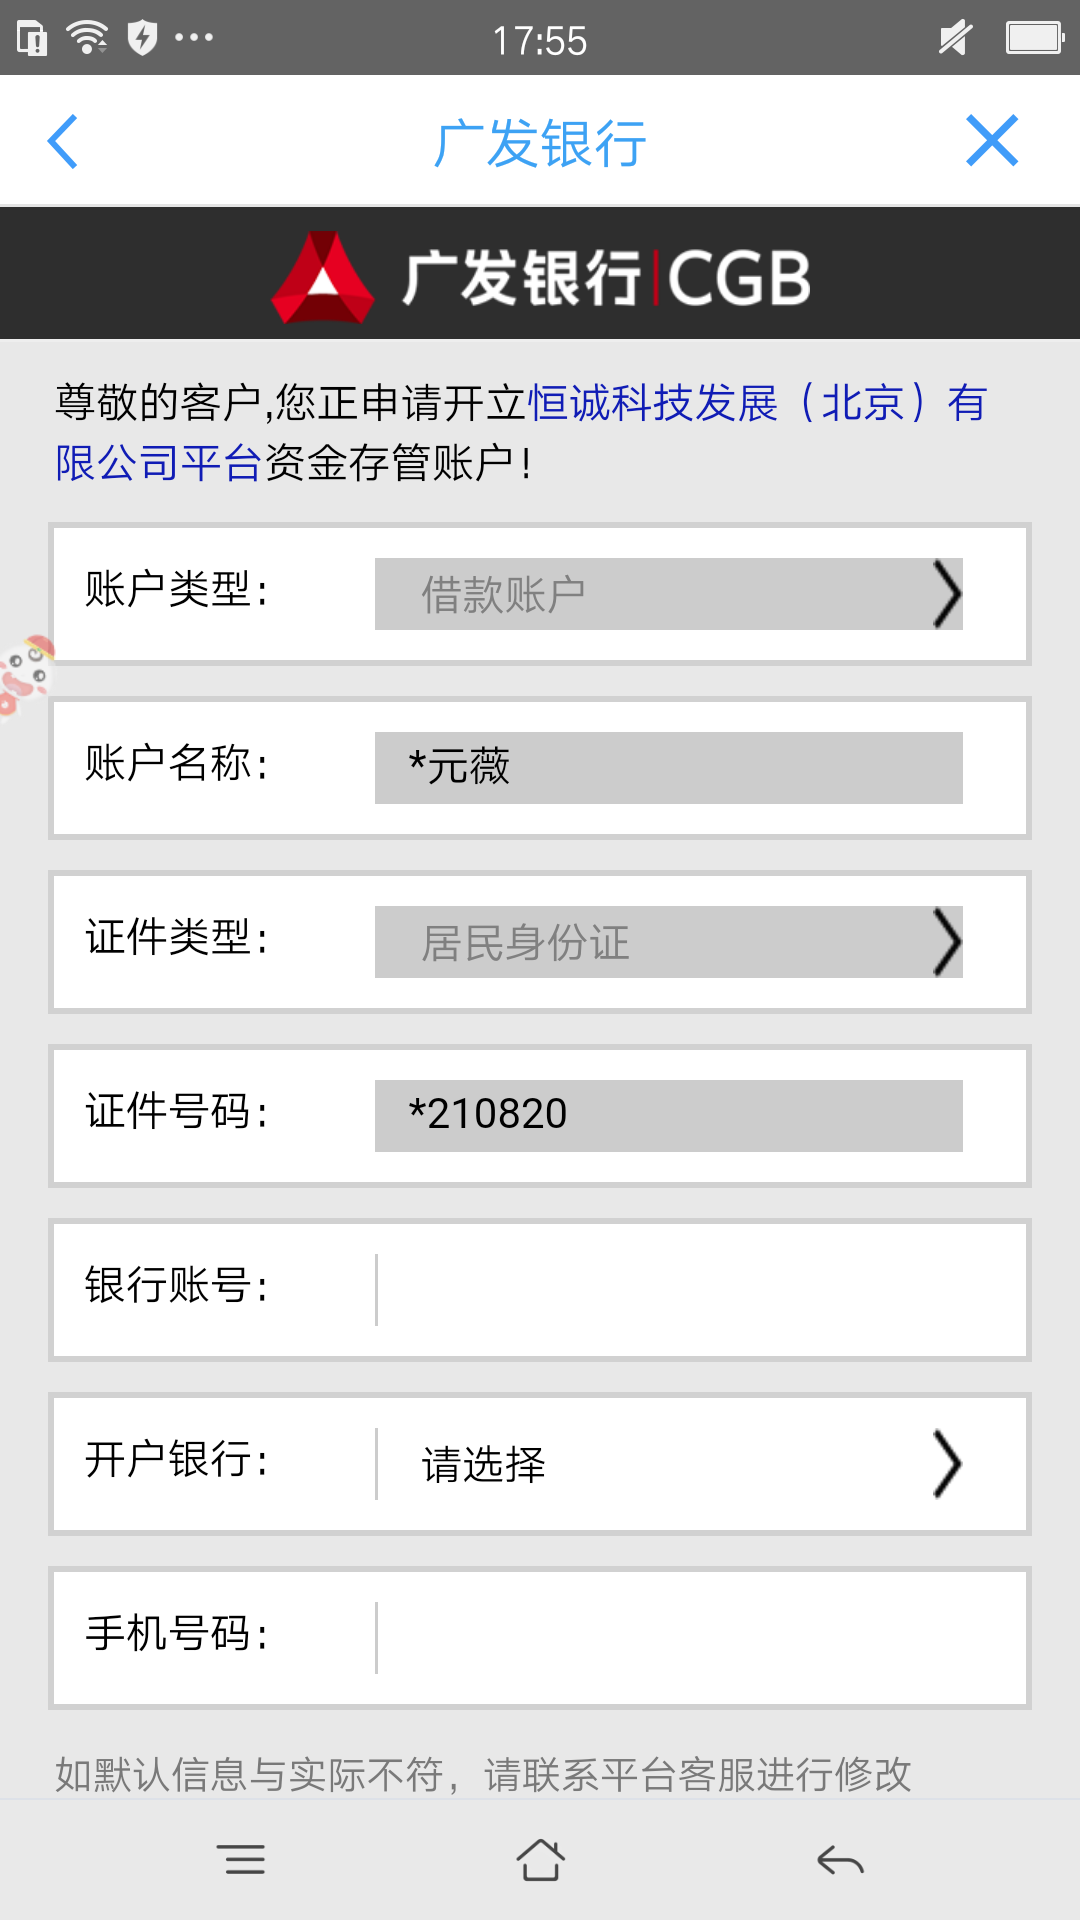 17:55
广发银行
广发银行|CGB
尊敬的客户,您正申请开立恒诚科技发展（北京）有
限公司平台资金存管账户!
账户类型: 借款账户
账户名称: *元薇
证件类型: 居民身份证
证件号码: *210820
银行账号:
开户银行: 请选择
手机号码:
如默认信息与实际不符，请联系平台客服进行修改